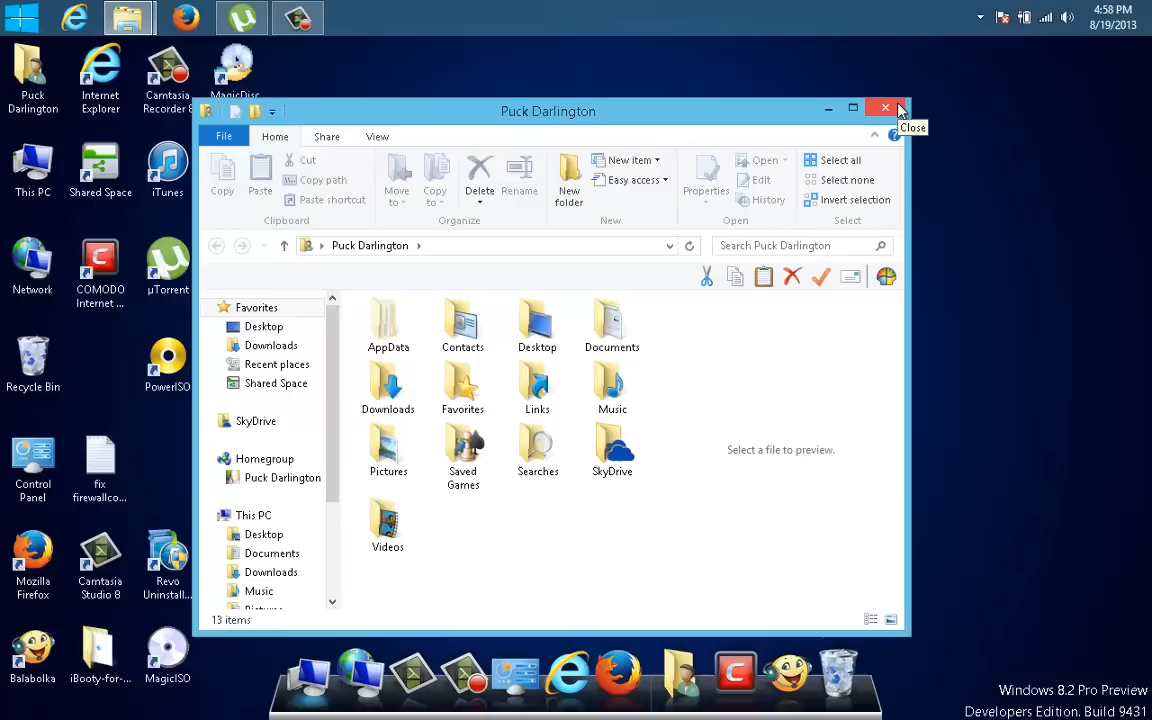 4:58 PM
8/19/2013
Puck
Darlington
Internet
Explorer
Camtasia
Recorder 8
MagicDisc
Puck Darlington
Close
File
Home
Share
View
Copy
Paste
Cut
Copy path
Paste shortcut
Clipboard
Move
to
Copy
to
Delete
Rename
Organize
New
folder
New item
Easy access
New
Properties
Open
Edit
History
Open
Select all
Select none
Invert selection
Select
This PC
Shared Space
iTunes
Puck Darlington
Search Puck Darlington
Network
COMODO
Internet ...
µTorrent
Favorites
Desktop
Downloads
Recent places
Shared Space
SkyDrive
Homegroup
Puck Darlington
This PC
Desktop
Documents
Downloads
Music
Pictures
AppData
Contacts
Desktop
Documents
Downloads
Favorites
Links
Music
Pictures
Saved
Games
Searches
SkyDrive
Videos
Select a file to preview.
13 items
Recycle Bin
PowerISO
Control
Panel
fix
firewallco...
Mozilla
Firefox
Camtasia
Studio 8
Revo
Uninstall...
Balabolka
iBooty-for-...
MagicISO
Windows 8.2 Pro Preview
Developers Edition. Build 9431